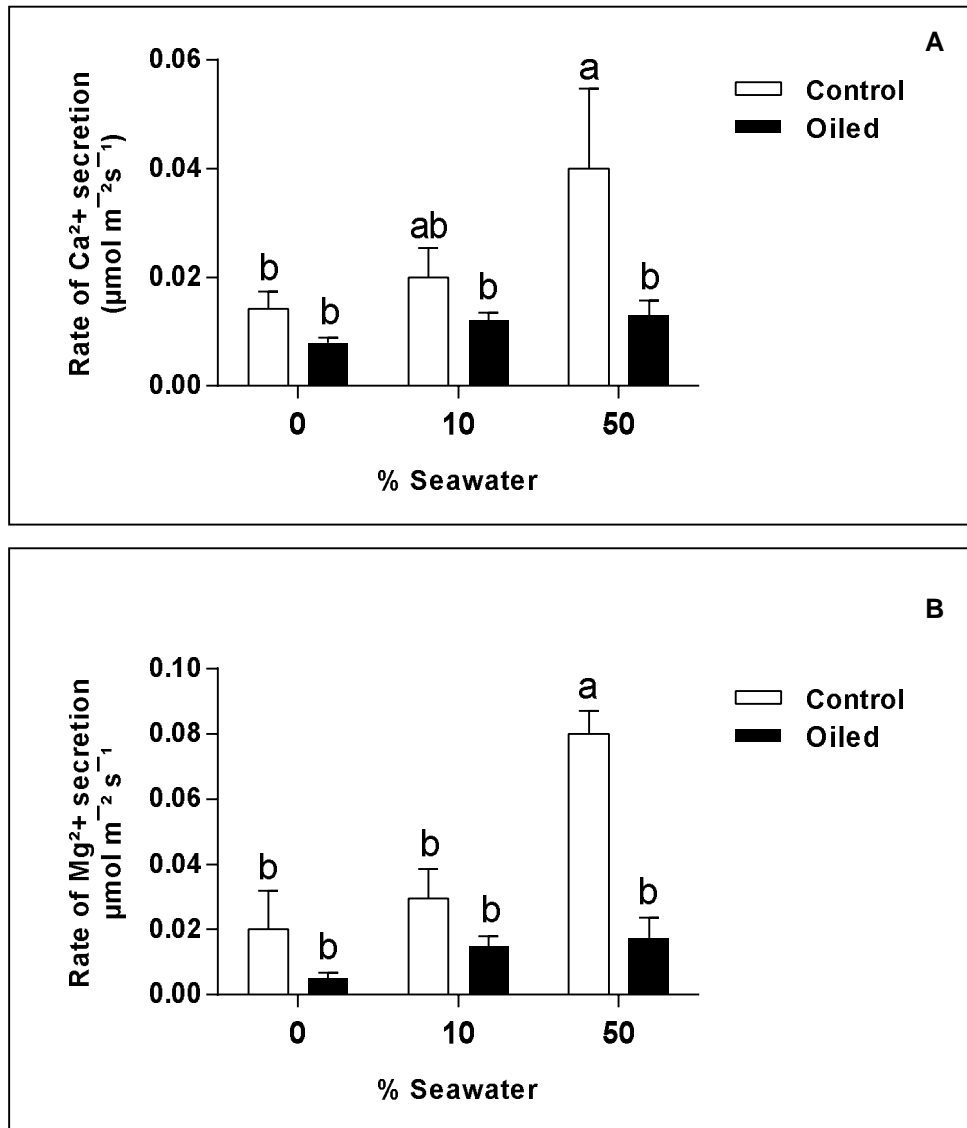 A
0.06
0.04
0.02
0.00
Rate of Ca²+ secretion
(µmol m⁻²s⁻¹)
a
ab
b
b
b
b
Control
Oiled
0 10 50
% Seawater
B
0.10
0.08
0.06
0.04
0.02
0.00
Rate of Mg²+ secretion
µmol m⁻² s⁻¹
a
b
b
b
b
b
Control
Oiled
0 10 50
% Seawater